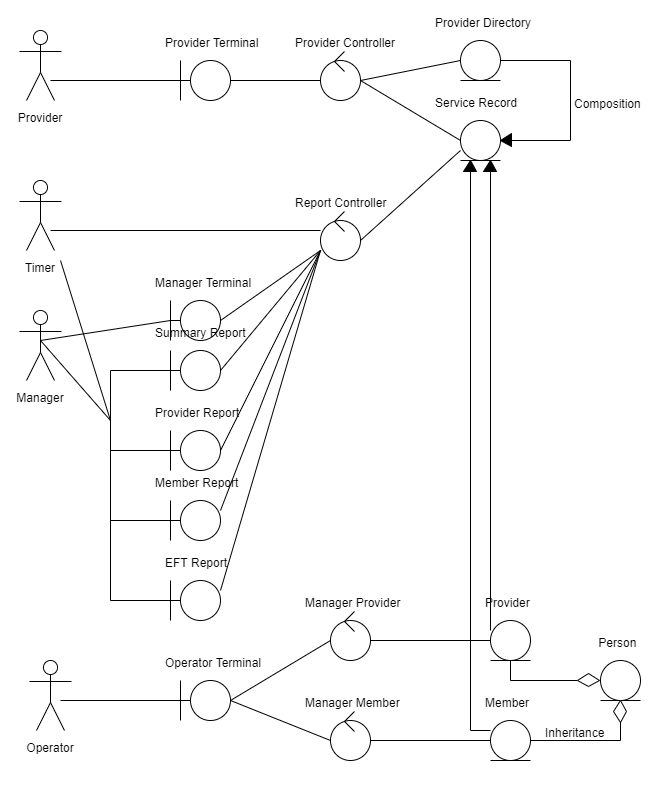 Provider Directory
Provider Terminal
Provider Controller
Service Record
Composition
Provider
Report Controller
Timer
Manager Terminal
Summary Report
Manager
Provider Report
Member Report
EFT Report
Manager Provider
Provider
Person
Operator Terminal
Manager Member
Member
Inheritance
Operator